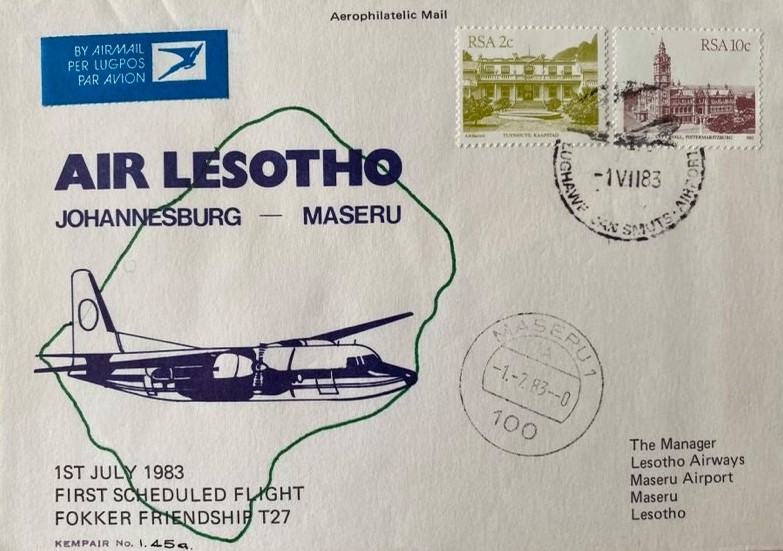 Aerophilatelic Mail
BY AIRMAIL
PER LUGPOS
PAR AVION
RSA 2c
TUYNHUYS, KAAPSTAD
RSA 10c
HALL, PIETERMARITZBURG
1982
LUGHAWE JAN SMUTS AIRPORT
-1 VII 83
AIR LESOTHO
JOHANNESBURG — MASERU
MASERU 1
-1.-7.83--0
100
1ST JULY 1983
FIRST SCHEDULED FLIGHT
FOKKER FRIENDSHIP T27
KEMPAIR No. 1.45a.
The Manager
Lesotho Airways
Maseru Airport
Maseru
Lesotho